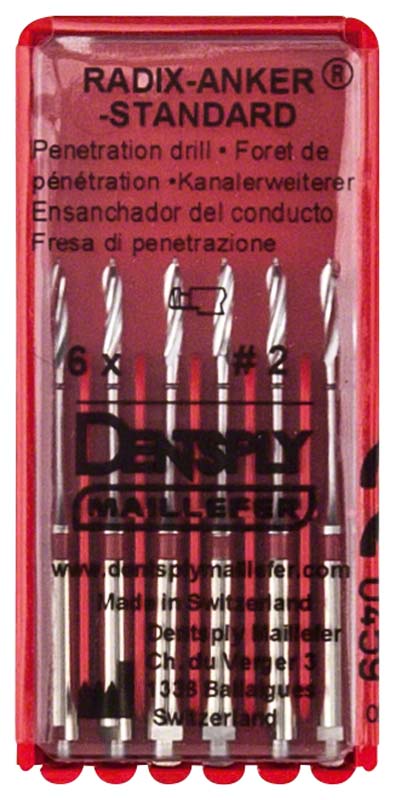 RADIX-ANKER®
-STANDARD
Penetration drill • Foret de
pénétration •Kanalerweiterer
Ensanchador del conducto
Fresa di penetrazione
6 x # 2
DENTSPLY
MAILLEFER
www.dentsplymaillefer.com
Made in Switzerland
Dentsply Maillefer
Ch. du Verger 3
1338 Ballaigues
Switzerland
0459